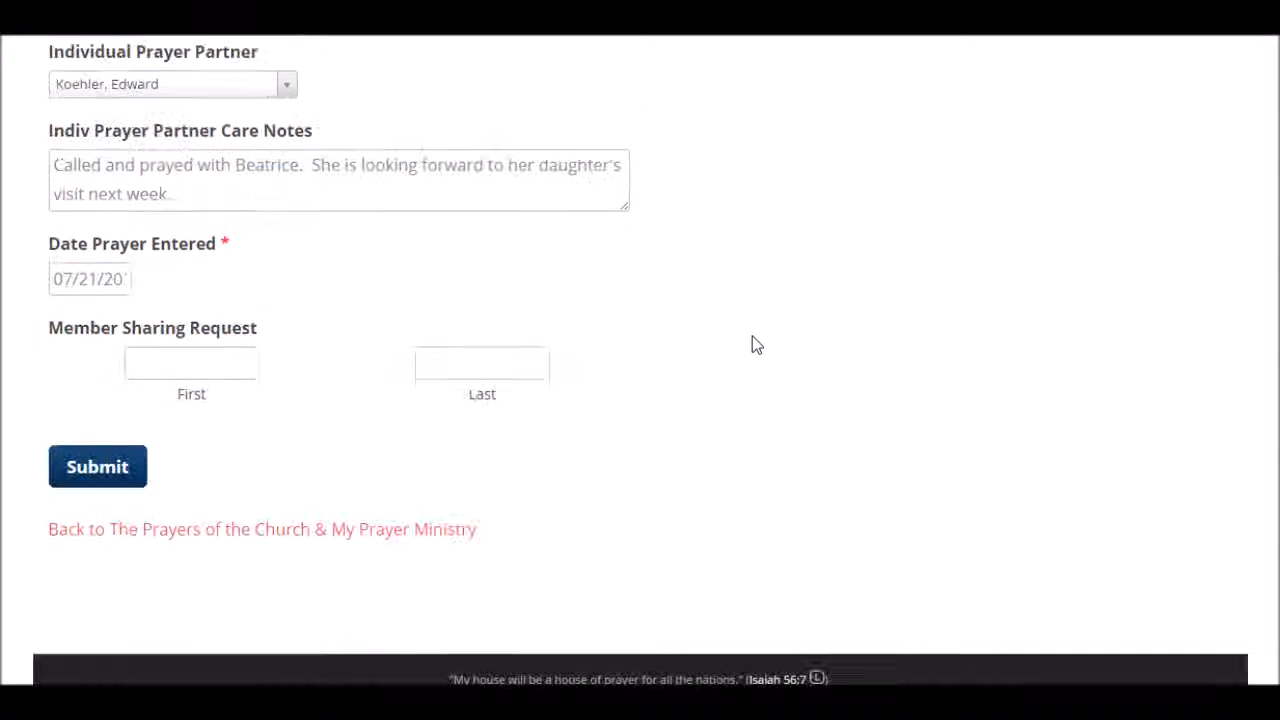 Individual Prayer Partner
Koehler, Edward
Indiv Prayer Partner Care Notes
Called and prayed with Beatrice.  She is looking forward to her daughter's
visit next week.
Date Prayer Entered *
07/21/20
Member Sharing Request
First Last
Submit
Back to The Prayers of the Church & My Prayer Ministry
"My house will be a house of prayer for all the nations." (Isaiah 56:7 )